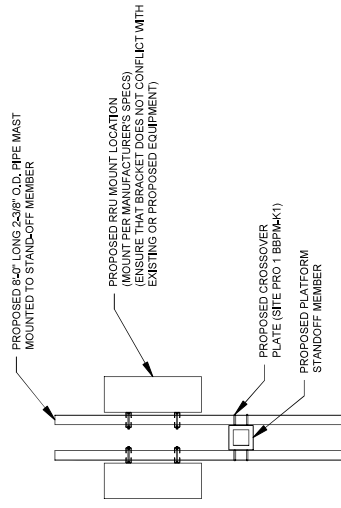 PROPOSED 8'-0" LONG 2-3/8" O.D. PIPE MAST
MOUNTED TO STAND-OFF MEMBER
PROPOSED RRU MOUNT LOCATION
(MOUNT PER MANUFACTURER'S SPECS)
(ENSURE THAT BRACKET DOES NOT CONFLICT WITH
EXISTING OR PROPOSED EQUIPMENT)
PROPOSED CROSSOVER
PLATE (SITE PRO 1 BBPM-K1)
PROPOSED PLATFORM
STANDOFF MEMBER